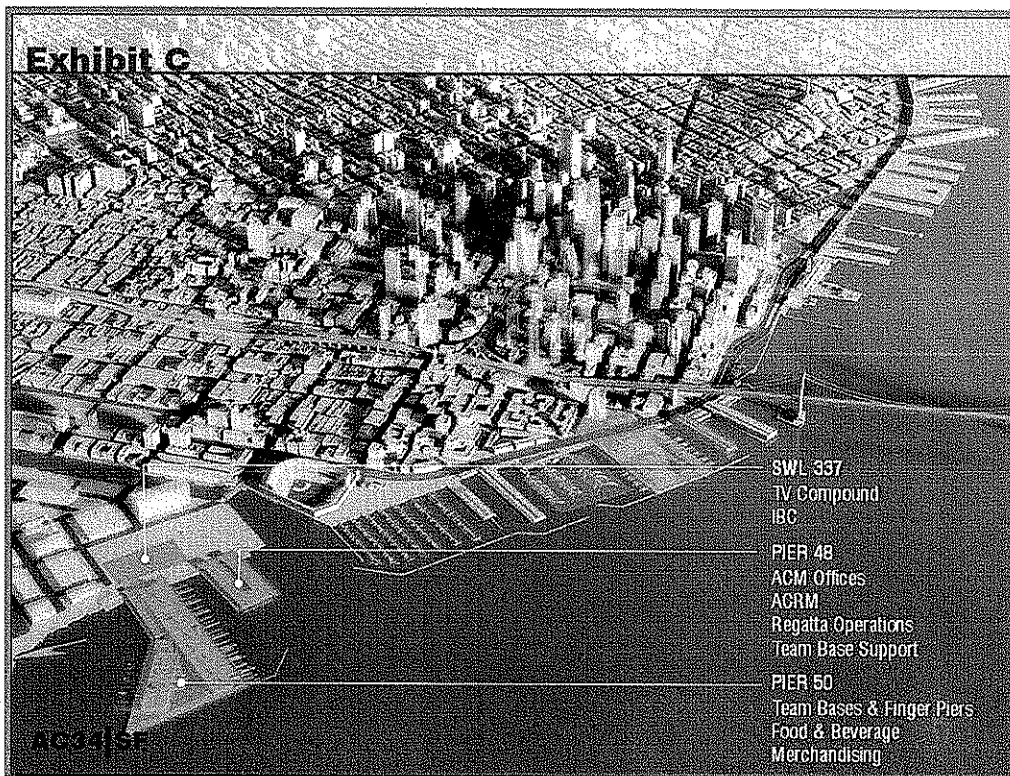 Exhibit C
SWL 337
TV Compound
IBC
PIER 48
ACM Offices
ACRM
Regatta Operations
Team Base Support
PIER 50
Team Bases & Finger Piers
Food & Beverage
Merchandising
AC34|SF